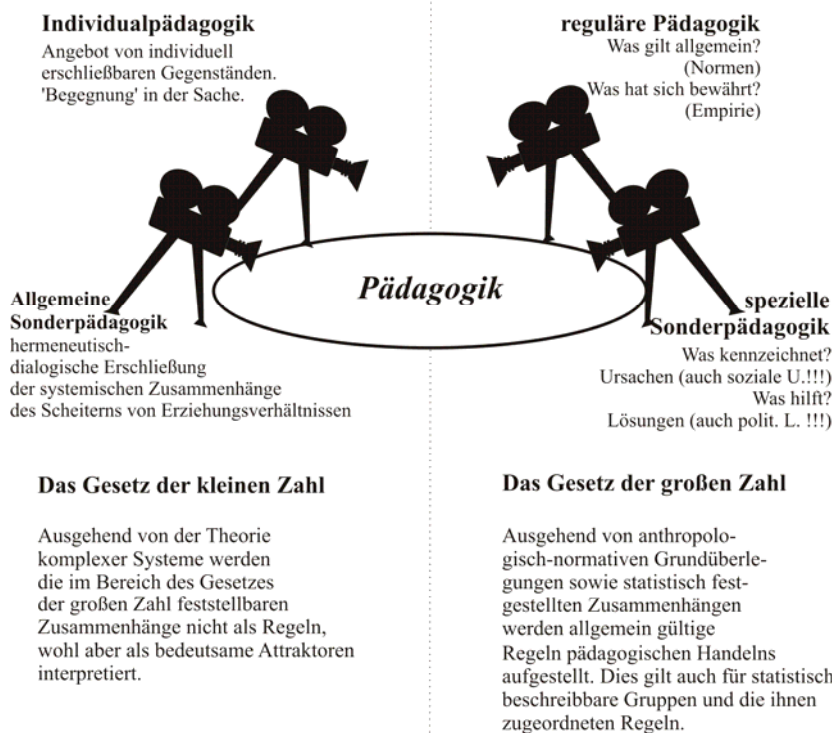 Individualpädagogik
Angebot von individuell
erschließbaren Gegenständen.
'Begegnung' in der Sache.
reguläre Pädagogik
Was gilt allgemein?
(Normen)
Was hat sich bewährt?
(Empirie)
Pädagogik
Allgemeine
Sonderpädagogik
hermeneutisch-
dialogische Erschließung
der systemischen Zusammenhänge
des Scheiterns von Erziehungsverhältnissen
spezielle
Sonderpädagogik
Was kennzeichnet?
Ursachen (auch soziale U.!!!)
Was hilft?
Lösungen (auch polit. L. !!!)
Das Gesetz der kleinen Zahl
Ausgehend von der Theorie
komplexer Systeme werden
die im Bereich des Gesetzes
der großen Zahl feststellbaren
Zusammenhänge nicht als Regeln,
wohl aber als bedeutsame Attraktoren
interpretiert.
Das Gesetz der großen Zahl
Ausgehend von anthropolo-
gisch-normativen Grundüberle-
gungen sowie statistisch fest-
gestellten Zusammenhängen
werden allgemein gültige
Regeln pädagogischen Handelns
aufgestellt. Dies gilt auch für statistisch
beschreibbare Gruppen und die ihnen
zugeordneten Regeln.